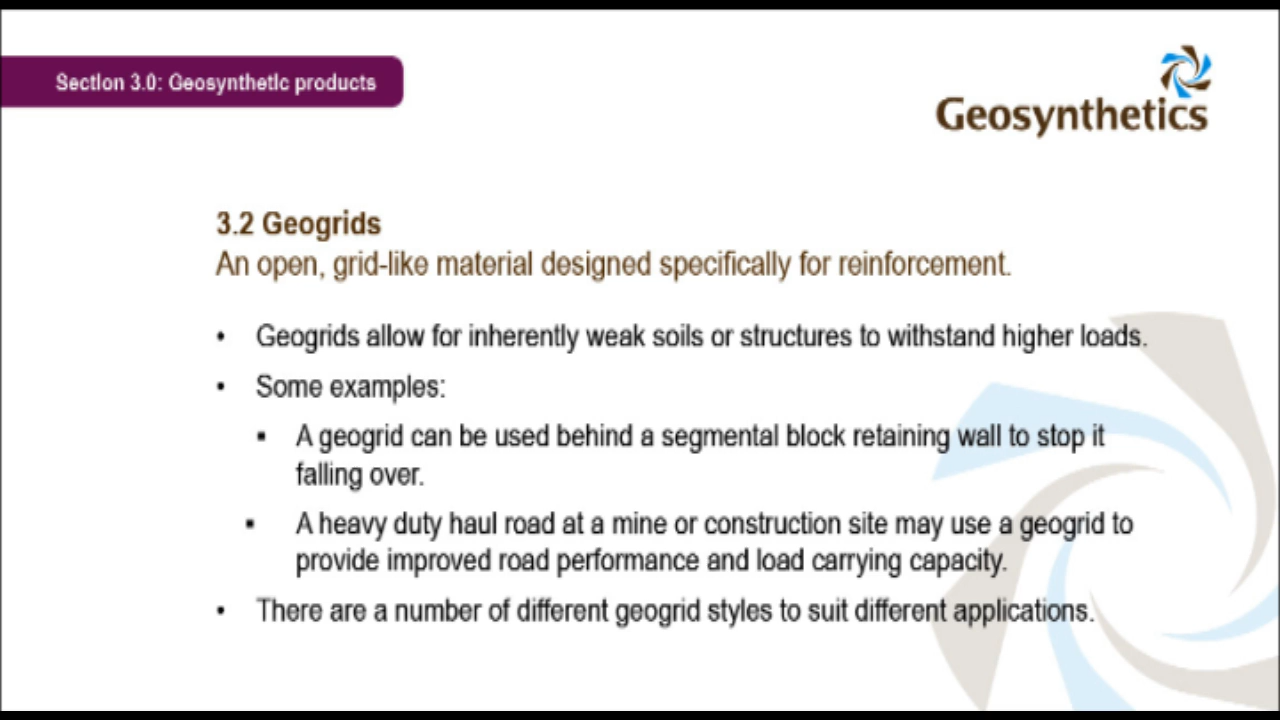 Section 3.0: Geosynthetic products
Geosynthetics
3.2 Geogrids
An open, grid-like material designed specifically for reinforcement.
• Geogrids allow for inherently weak soils or structures to withstand higher loads.
• Some examples:
▪ A geogrid can be used behind a segmental block retaining wall to stop it
falling over.
▪ A heavy duty haul road at a mine or construction site may use a geogrid to
provide improved road performance and load carrying capacity.
• There are a number of different geogrid styles to suit different applications.